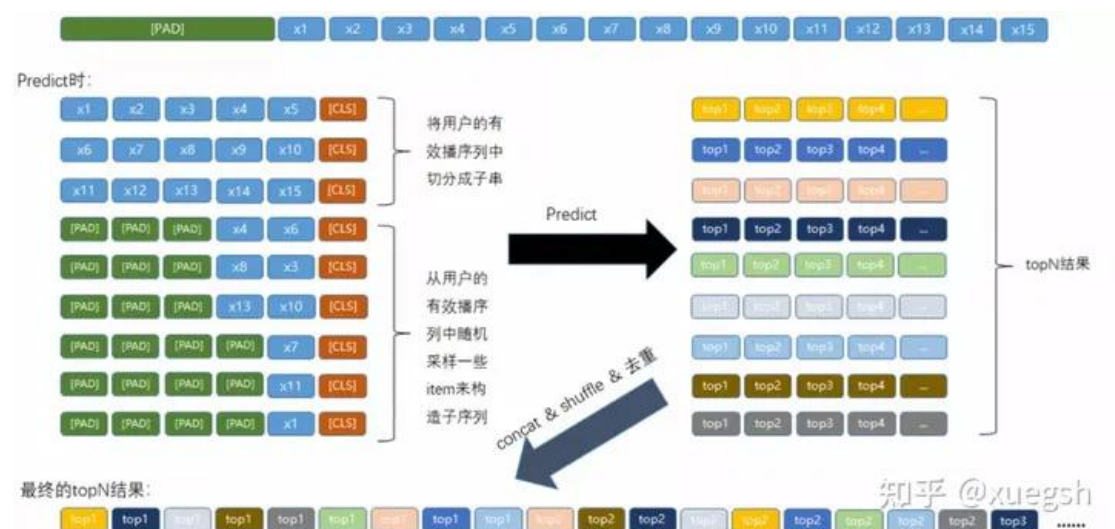 [PAD] x1 x2 x3 x4 x5 x6 x7 x8 x9 x10 x11 x12 x13 x14 x15
Predict时:
x1 x2 x3 x4 x5 [CLS]
x6 x7 x8 x9 x10 [CLS]
x11 x12 x13 x14 x15 [CLS]
将用户的有
效播序列中
切分成子串
[PAD] [PAD] [PAD] x4 x6 [CLS]
[PAD] [PAD] [PAD] x8 x3 [CLS]
[PAD] [PAD] [PAD] x13 x10 [CLS]
[PAD] [PAD] [PAD] [PAD] x7 [CLS]
[PAD] [PAD] [PAD] [PAD] x11 [CLS]
[PAD] [PAD] [PAD] [PAD] x1 [CLS]
从用户的
有效播序
列中随机
采样一些
item来构
造子序列
Predict
top1 top2 top3 top4 ...
top1 top2 top3 top4 ...
top1 top2 top3 top4 ...
top1 top2 top3 top4 ...
top1 top2 top3 top4 ...
top1 top2 top3 top4 ...
top1 top2 top3 top4 ...
top1 top2 top3 top4 ...
top1 top2 top3 top4 ...
topN结果
concat & shuffle & 去重
最终的topN结果:
top1 top1 top1 top1 top1 top1 top1 top1 top1 top2 top2 top2 top2 top2 top2 top2 top2 top2 top2 ......
知乎 @xuegsh